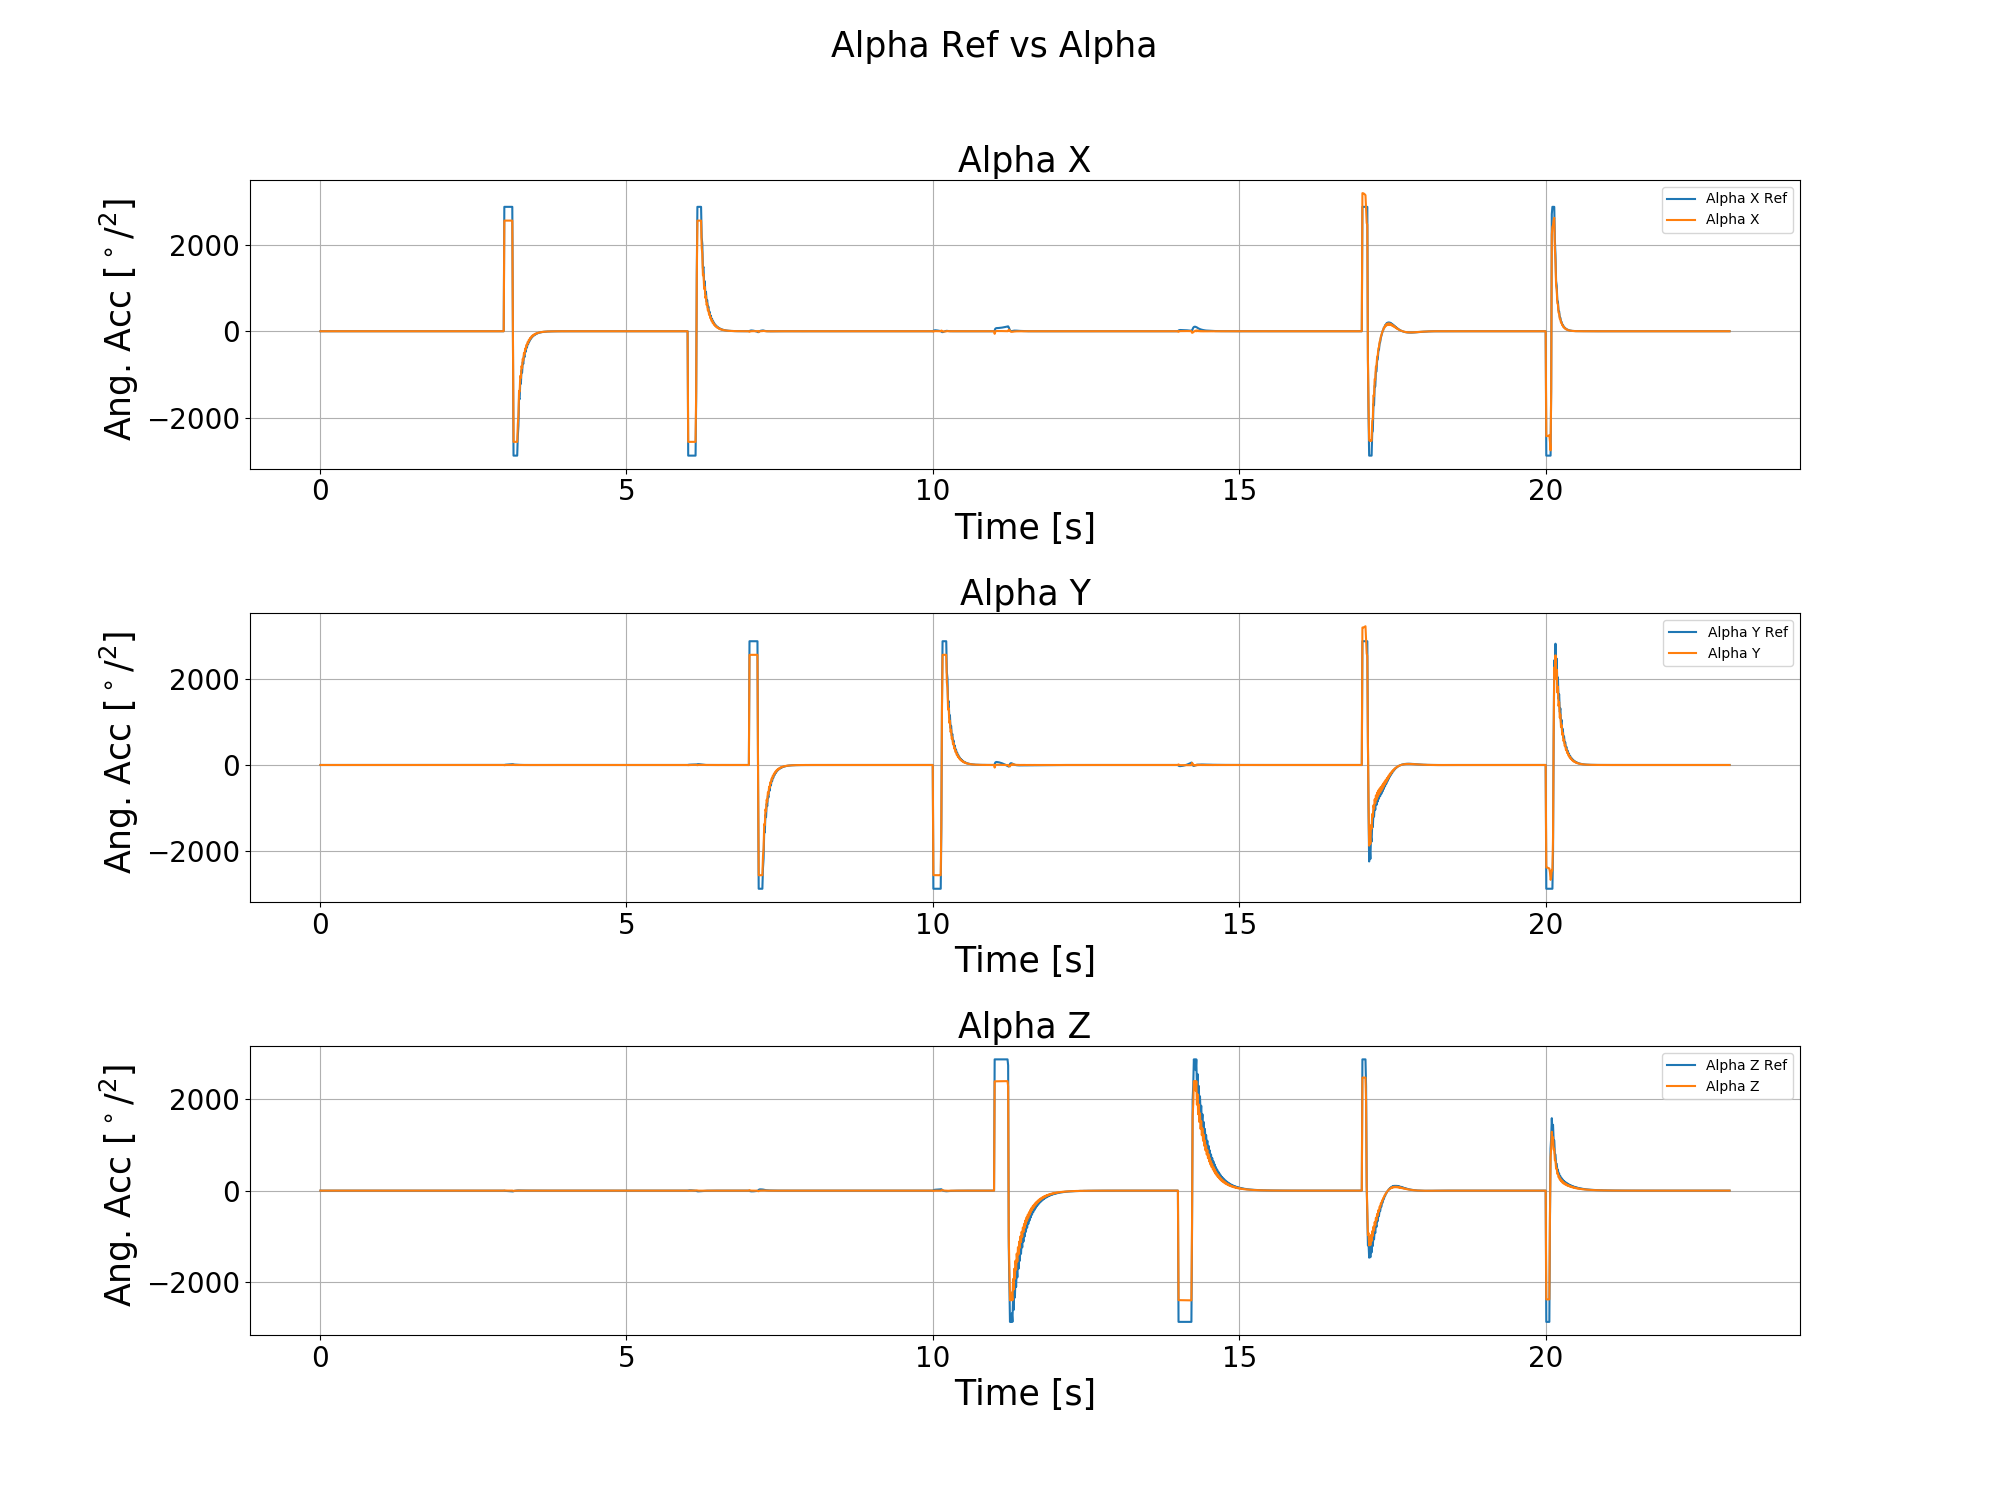 Alpha Ref vs Alpha
Alpha X
Ang. Acc [°/²]
2000
0
−2000
Alpha X Ref
Alpha X
0 5 10 15 20
Time [s]
Alpha Y
Ang. Acc [°/²]
2000
0
−2000
Alpha Y Ref
Alpha Y
0 5 10 15 20
Time [s]
Alpha Z
Ang. Acc [°/²]
2000
0
−2000
Alpha Z Ref
Alpha Z
0 5 10 15 20
Time [s]